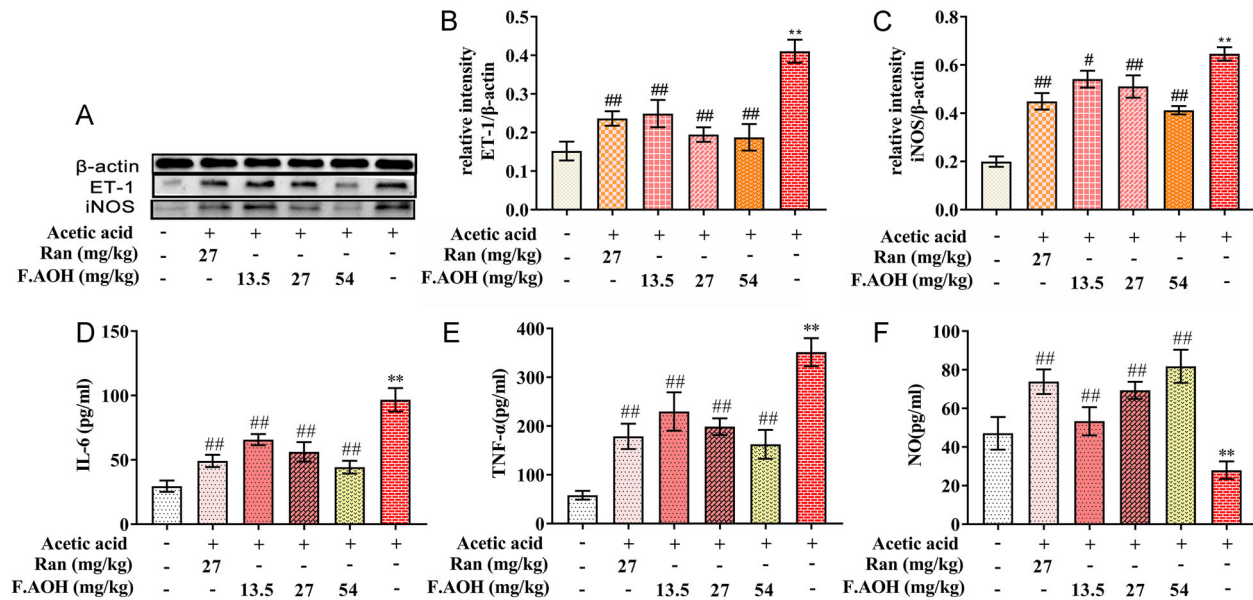 A
β-actin
ET-1
iNOS
Acetic acid - + + + + +
Ran (mg/kg) - 27 - - - -
F.AOH (mg/kg) - - 13.5 27 54 -
B
relative intensity
ET-1/β-actin
0.4
0.3
0.2
0.1
0.0
## ## ## ## **
Acetic acid - + + + + +
Ran (mg/kg) - 27 - - - -
F.AOH (mg/kg) - - 13.5 27 54 -
C
relative intensity
iNOS/β-actin
0.8
0.6
0.4
0.2
0.0
## # ## ## **
Acetic acid - + + + + +
Ran (mg/kg) - 27 - - - -
F.AOH (mg/kg) - - 13.5 27 54 -
D
IL-6 (pg/ml)
150
100
50
0
## ## ## ## **
Acetic acid - + + + + +
Ran (mg/kg) - 27 - - - -
F.AOH (mg/kg) - - 13.5 27 54 -
E
TNF-α(pg/ml)
400
300
200
100
0
## ## ## ## **
Acetic acid - + + + + +
Ran (mg/kg) - 27 - - - -
F.AOH (mg/kg) - - 13.5 27 54 -
F
NO(pg/ml)
100
80
60
40
20
0
## ## ## ## **
Acetic acid - + + + + +
Ran (mg/kg) - 27 - - - -
F.AOH (mg/kg) - - 13.5 27 54 -